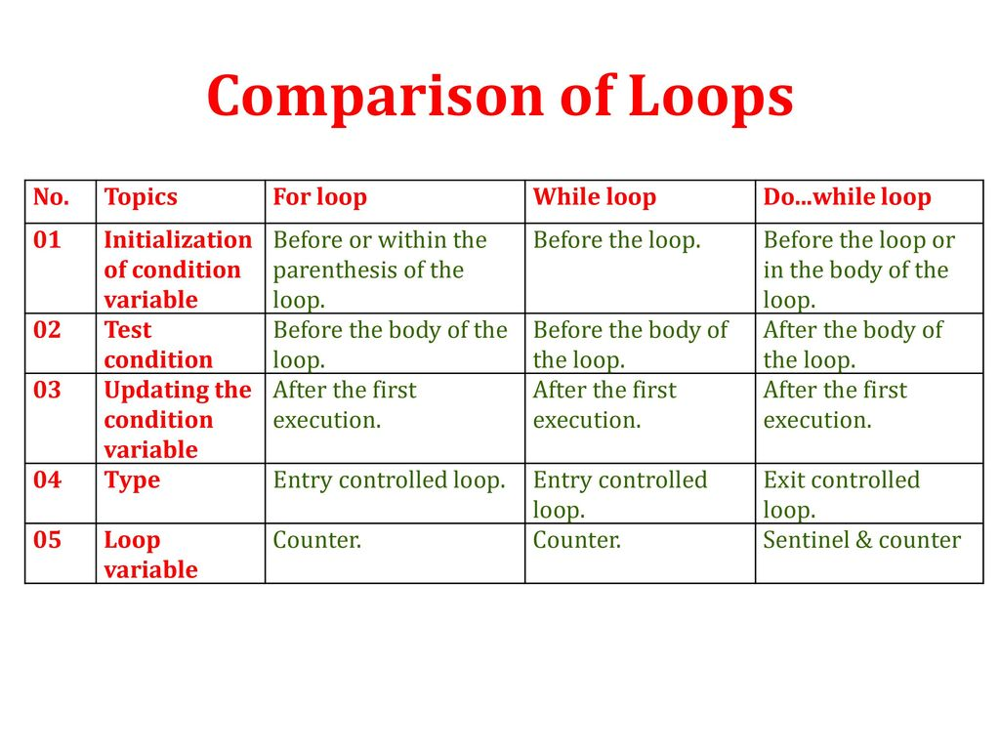 Comparison of Loops
No. Topics For loop While loop Do...while loop
01 Initialization Before or within the Before the loop. Before the loop or
of condition parenthesis of the in the body of the
variable loop. loop.
02 Test Before the body of the Before the body of After the body of
condition loop. the loop. the loop.
03 Updating the After the first After the first After the first
condition execution. execution. execution.
variable
04 Type Entry controlled loop. Entry controlled Exit controlled
loop. loop.
05 Loop Counter. Counter. Sentinel & counter
variable